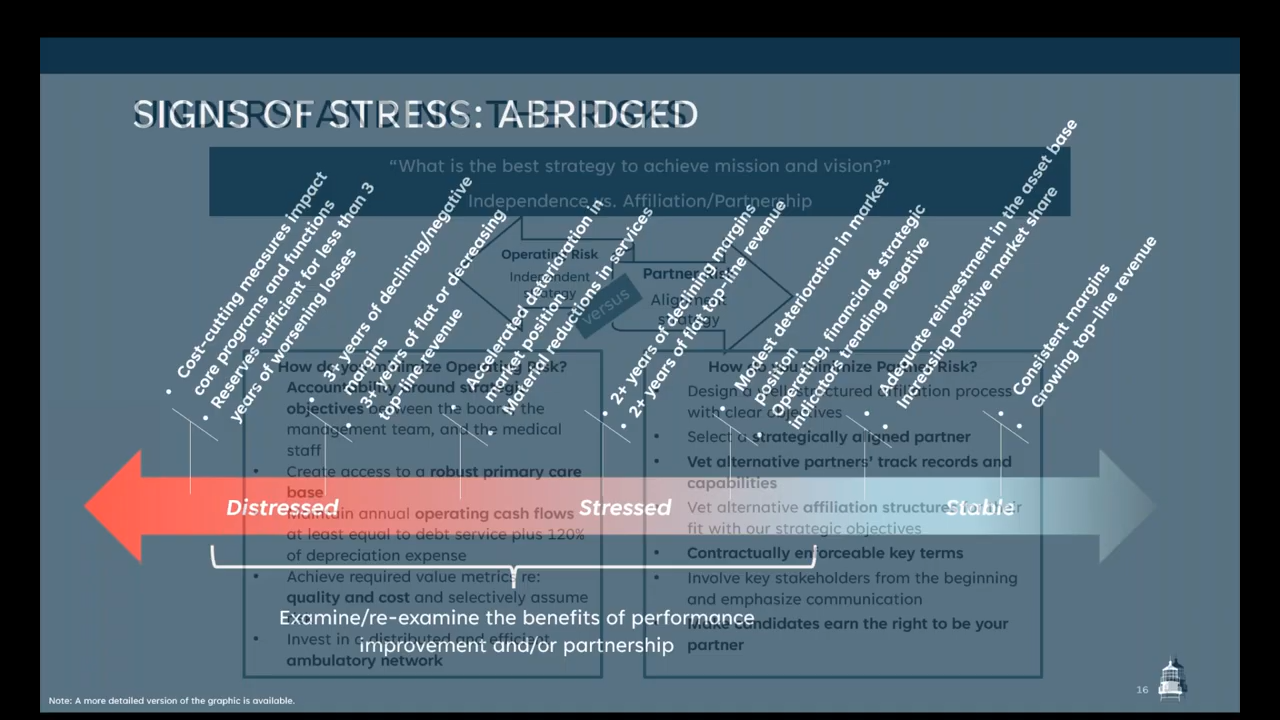 SIGNS OF STRESS: ABRIDGED
UNDERSTANDING THE RISKS
“What is the best strategy to achieve mission and vision?”
Independence vs. Affiliation/Partnership
• Cost-cutting measures impact
core programs and functions
• Reserves sufficient for less than 3
years of worsening losses
• 3+ years of declining/negative
margins
• 3+ years of flat or decreasing
top-line revenue
• Accelerated deterioration in
market position
• Material reductions in services
• 2+ years of declining margins
• 2+ years of flat top-line revenue
• Modest deterioration in market
position
• Operating, financial & strategic
indicators trending negative
• Adequate reinvestment in the asset base
• Increasing positive market share
• Consistent margins
• Growing top-line revenue
Operating Risk
Independent
strategy
versus
Partner Risk
Alignment
strategy
How do you minimize Operating Risk?
Accountability around strategic
objectives between the board, the
management team, and the medical
staff
• Create access to a robust primary care
base
Maintain annual operating cash flows
at least equal to debt service plus 120%
of depreciation expense
• Achieve required value metrics re:
quality and cost and selectively assume
• Invest in a distributed and efficient
ambulatory network
How do you minimize Partner Risk?
Design a well-structured affiliation process
with clear objectives
• Select a strategically aligned partner
• Vet alternative partners’ track records and
capabilities
Vet alternative affiliation structures
fit with our strategic objectives
• Contractually enforceable key terms
• Involve key stakeholders from the beginning
and emphasize communication
Make candidates earn the right to be your
partner
Distressed
Stressed
Stable
Examine/re-examine the benefits of performance
improvement and/or partnership
Note: A more detailed version of the graphic is available.
16